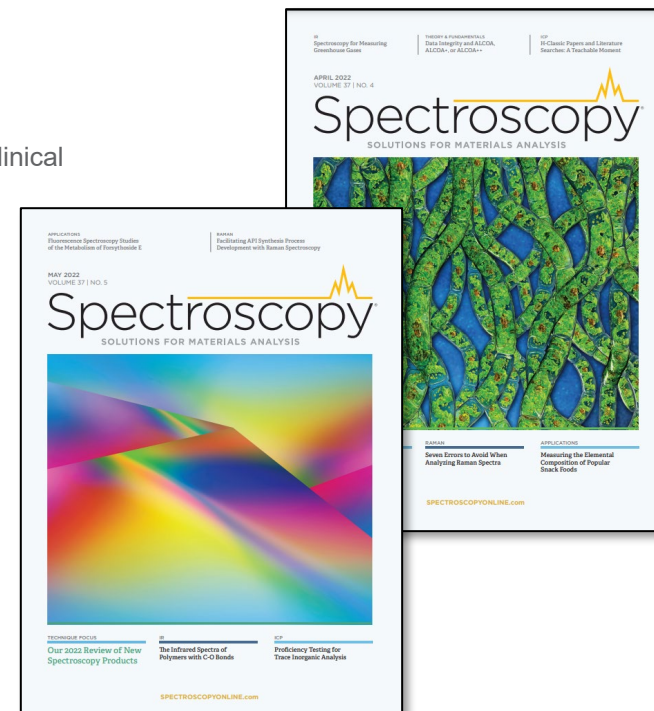 linical
IR
Spectroscopy for Measuring
Greenhouse Gases
THEORY & FUNDAMENTALS
Data Integrity and ALCOA,
ALCOA+, or ALCOA++
ICP
H-Classic Papers and Literature
Searches: A Teachable Moment
APRIL 2022
VOLUME 37 | NO. 4
Spectroscopy
SOLUTIONS FOR MATERIALS ANALYSIS
RAMAN
Seven Errors to Avoid When
Analyzing Raman Spectra
APPLICATIONS
Measuring the Elemental
Composition of Popular
Snack Foods
SPECTROSCOPYONLINE.com
APPLICATIONS
Fluorescence Spectroscopy Studies
of the Metabolism of Forsythoside E
RAMAN
Facilitating API Synthesis Process
Development with Raman Spectroscopy
MAY 2022
VOLUME 37 | NO. 5
Spectroscopy
SOLUTIONS FOR MATERIALS ANALYSIS
TECHNIQUE FOCUS
Our 2022 Review of New
Spectroscopy Products
IR
The Infrared Spectra of
Polymers with C-O Bonds
ICP
Proficiency Testing for
Trace Inorganic Analysis
SPECTROSCOPYONLINE.com